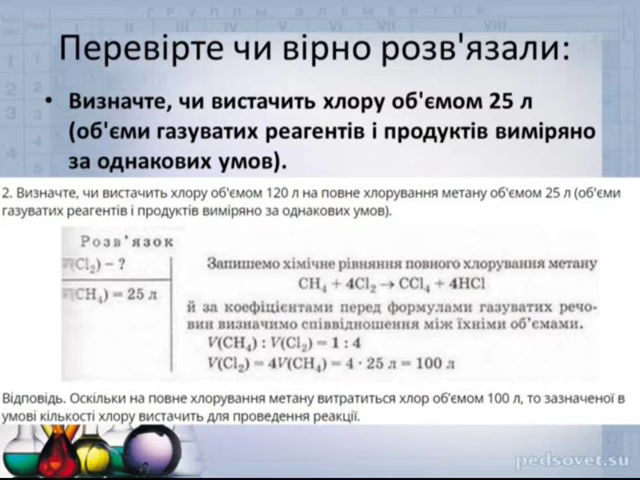 Перевірте чи вірно розв'язали:
• Визначте, чи вистачить хлору об'ємом 25 л
(об'єми газуватих реагентів і продуктів виміряно
за однакових умов).
2. Визначте, чи вистачить хлору об'ємом 120 л на повне хлорування метану об'ємом 25 л (об'єми
газуватих реагентів і продуктів виміряно за однакових умов).
Розв'язок
(Cl₂) – ?
(CH₄) = 25 л
Запишемо хімічне рівняння повного хлорування метану
CH₄ + 4Cl₂ → CCl₄ + 4HCl
й за коефіцієнтами перед формулами газуватих речо-
вин визначимо співвідношення між їхніми об'ємами.
V(CH₄) : V(Cl₂) = 1 : 4
V(Cl₂) = 4V(CH₄) = 4 · 25 л = 100 л
Відповідь. Оскільки на повне хлорування метану витратиться хлор об'ємом 100 л, то зазначеної в
умові кількості хлору вистачить для проведення реакції.
pedsovet.su